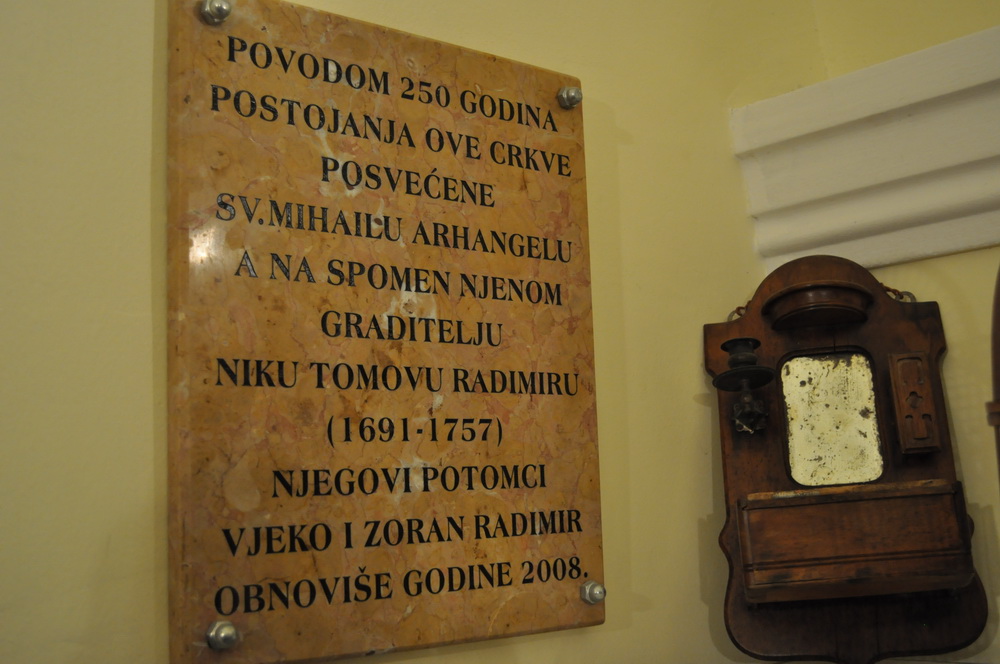 POVODOM 250 GODINA
POSTOJANJA OVE CRKVE
POSVEĆENE
SV.MIHAILU ARHANGELU
A NA SPOMEN NJENOM
GRADITELJU
NIKU TOMOVU RADIMIRU
(1691-1757)
NJEGOVI POTOMCI
VJEKO I ZORAN RADIMIR
OBNOVIŠE GODINE 2008.